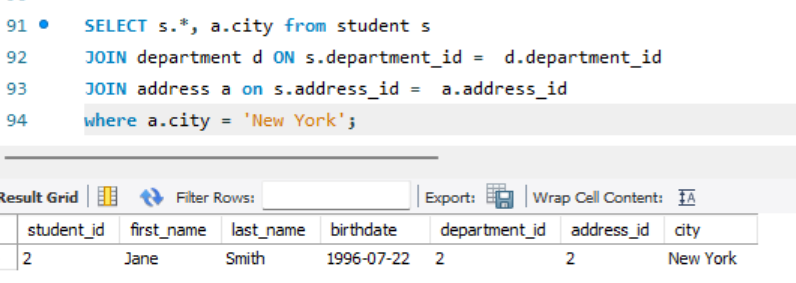 91 SELECT s.*, a.city from student s
92 JOIN department d ON s.department_id =  d.department_id
93 JOIN address a on s.address_id =  a.address_id
94 where a.city = 'New York';
Result Grid Filter Rows: Export: Wrap Cell Content: IA
student_id first_name last_name birthdate department_id address_id city
2 Jane Smith 1996-07-22 2 2 New York